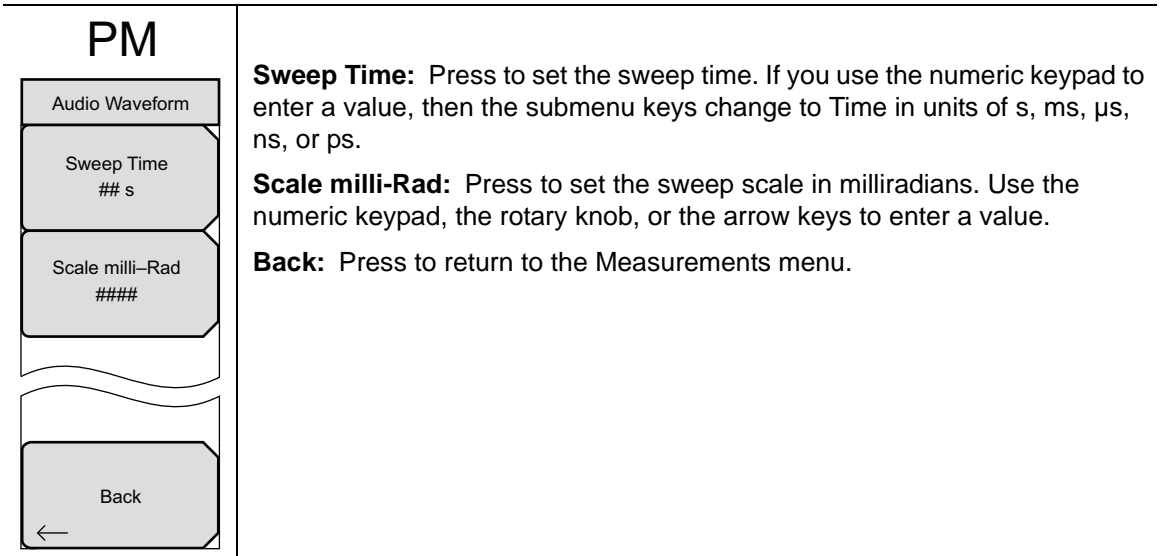 PM
Audio Waveform
Sweep Time
## s
Scale milli–Rad
####
Back
Sweep Time: Press to set the sweep time. If you use the numeric keypad to
enter a value, then the submenu keys change to Time in units of s, ms, µs,
ns, or ps.
Scale milli-Rad: Press to set the sweep scale in milliradians. Use the
numeric keypad, the rotary knob, or the arrow keys to enter a value.
Back: Press to return to the Measurements menu.